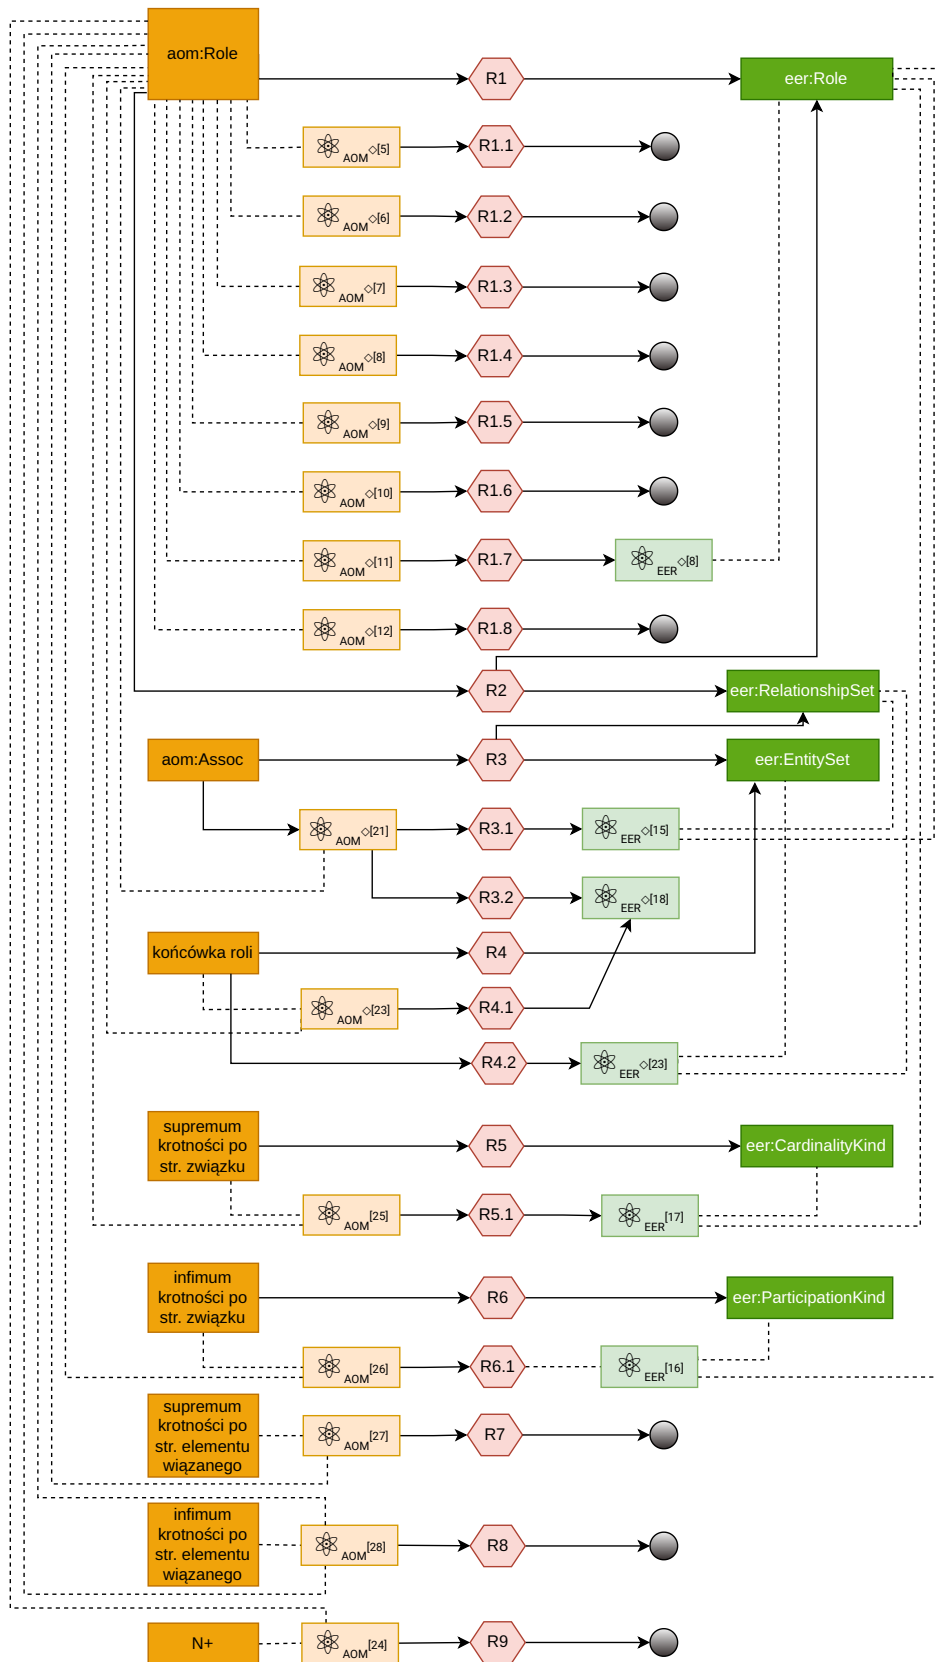 aom:Role
R1
eer:Role
AOM ◇[5]
R1.1
AOM ◇[6]
R1.2
AOM ◇[7]
R1.3
AOM ◇[8]
R1.4
AOM ◇[9]
R1.5
AOM ◇[10]
R1.6
AOM ◇[11]
R1.7
EER ◇[8]
AOM ◇[12]
R1.8
R2
eer:RelationshipSet
aom:Assoc
R3
eer:EntitySet
AOM ◇[21]
R3.1
EER ◇[15]
R3.2
EER ◇[18]
końcówka roli
R4
AOM ◇[23]
R4.1
R4.2
EER ◇[23]
supremum
krotności po
str. związku
R5
eer:CardinalityKind
AOM [25]
R5.1
EER [17]
infimum
krotności po
str. związku
R6
eer:ParticipationKind
AOM [26]
R6.1
EER [16]
supremum
krotności po
str. elementu
wiązanego
AOM [27]
R7
infimum
krotności po
str. elementu
wiązanego
AOM [28]
R8
N+
AOM [24]
R9